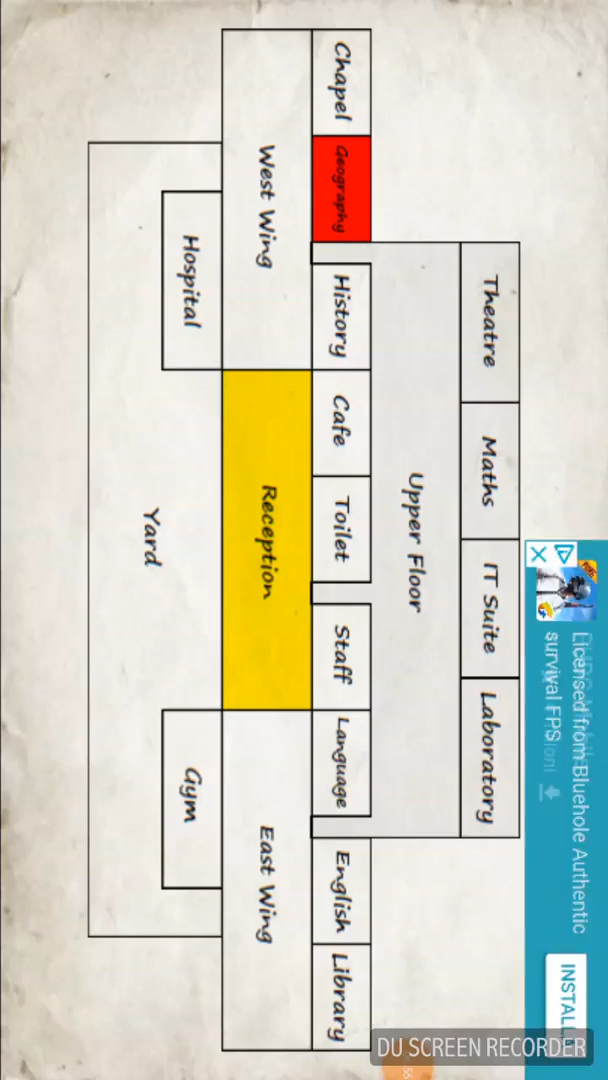 Theatre
Maths
IT Suite
Laboratory
Upper Floor
Chapel
Geography
History
Cafe
Toilet
Staff
Language
English
Library
West Wing
Reception
East Wing
Hospital
Gym
Yard
Licensed from Bluehole Authentic
survival FPS
INSTALL
DU SCREEN RECORDER